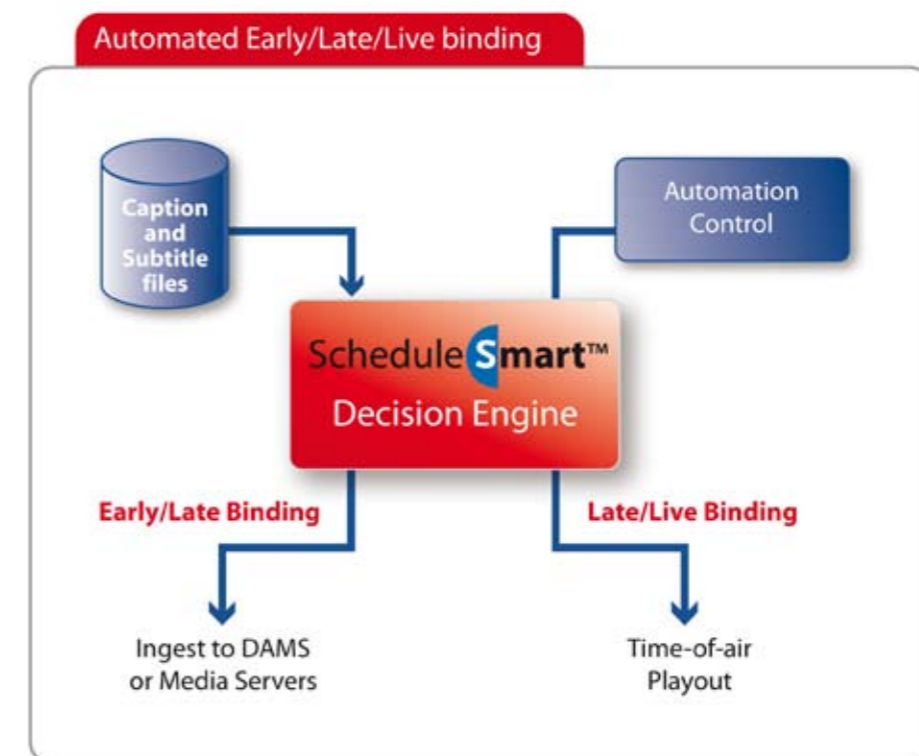 Automated Early/Late/Live binding
Caption
and
Subtitle
files
Automation
Control
ScheduleSmart™
Decision Engine
Early/Late Binding
Late/Live Binding
Ingest to DAMS
or Media Servers
Time-of-air
Playout